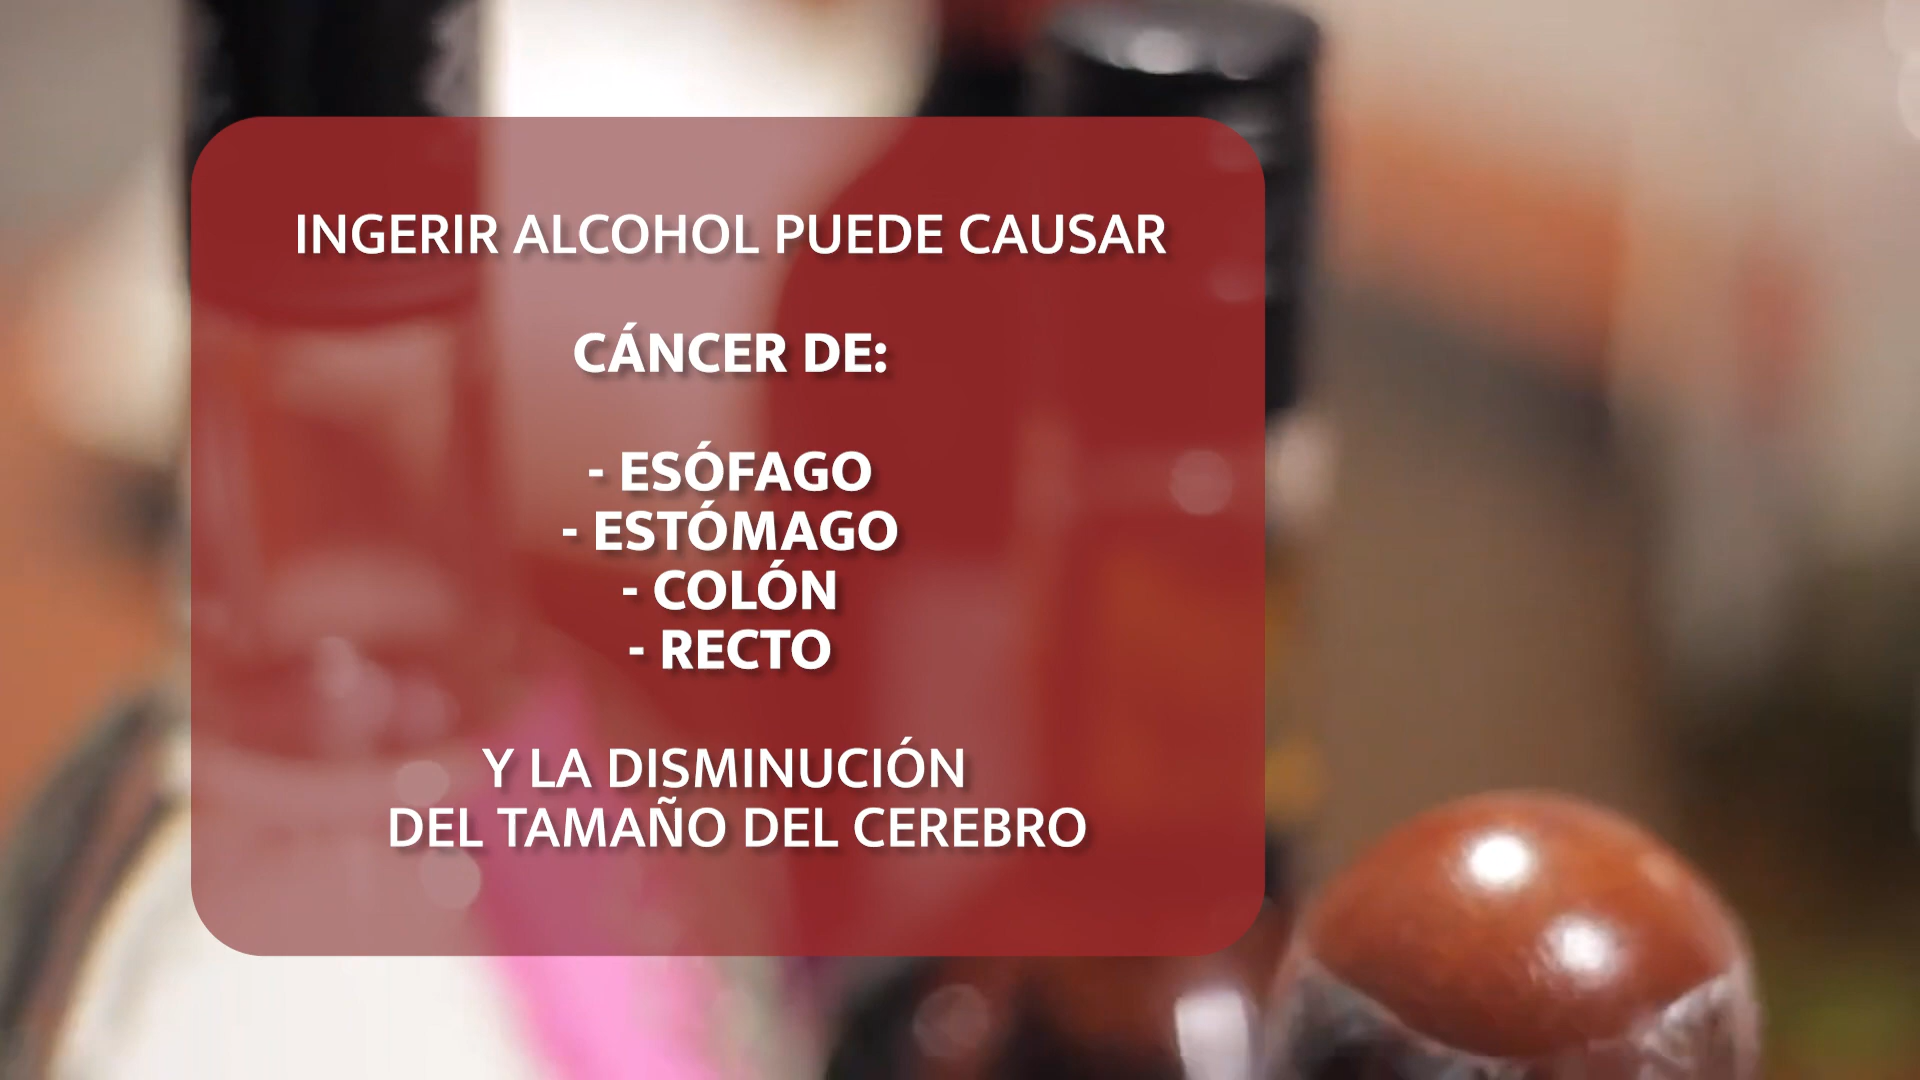 INGERIR ALCOHOL PUEDE CAUSAR
CÁNCER DE:
- ESÓFAGO
- ESTÓMAGO
- COLÓN
- RECTO
Y LA DISMINUCIÓN
DEL TAMAÑO DEL CEREBRO